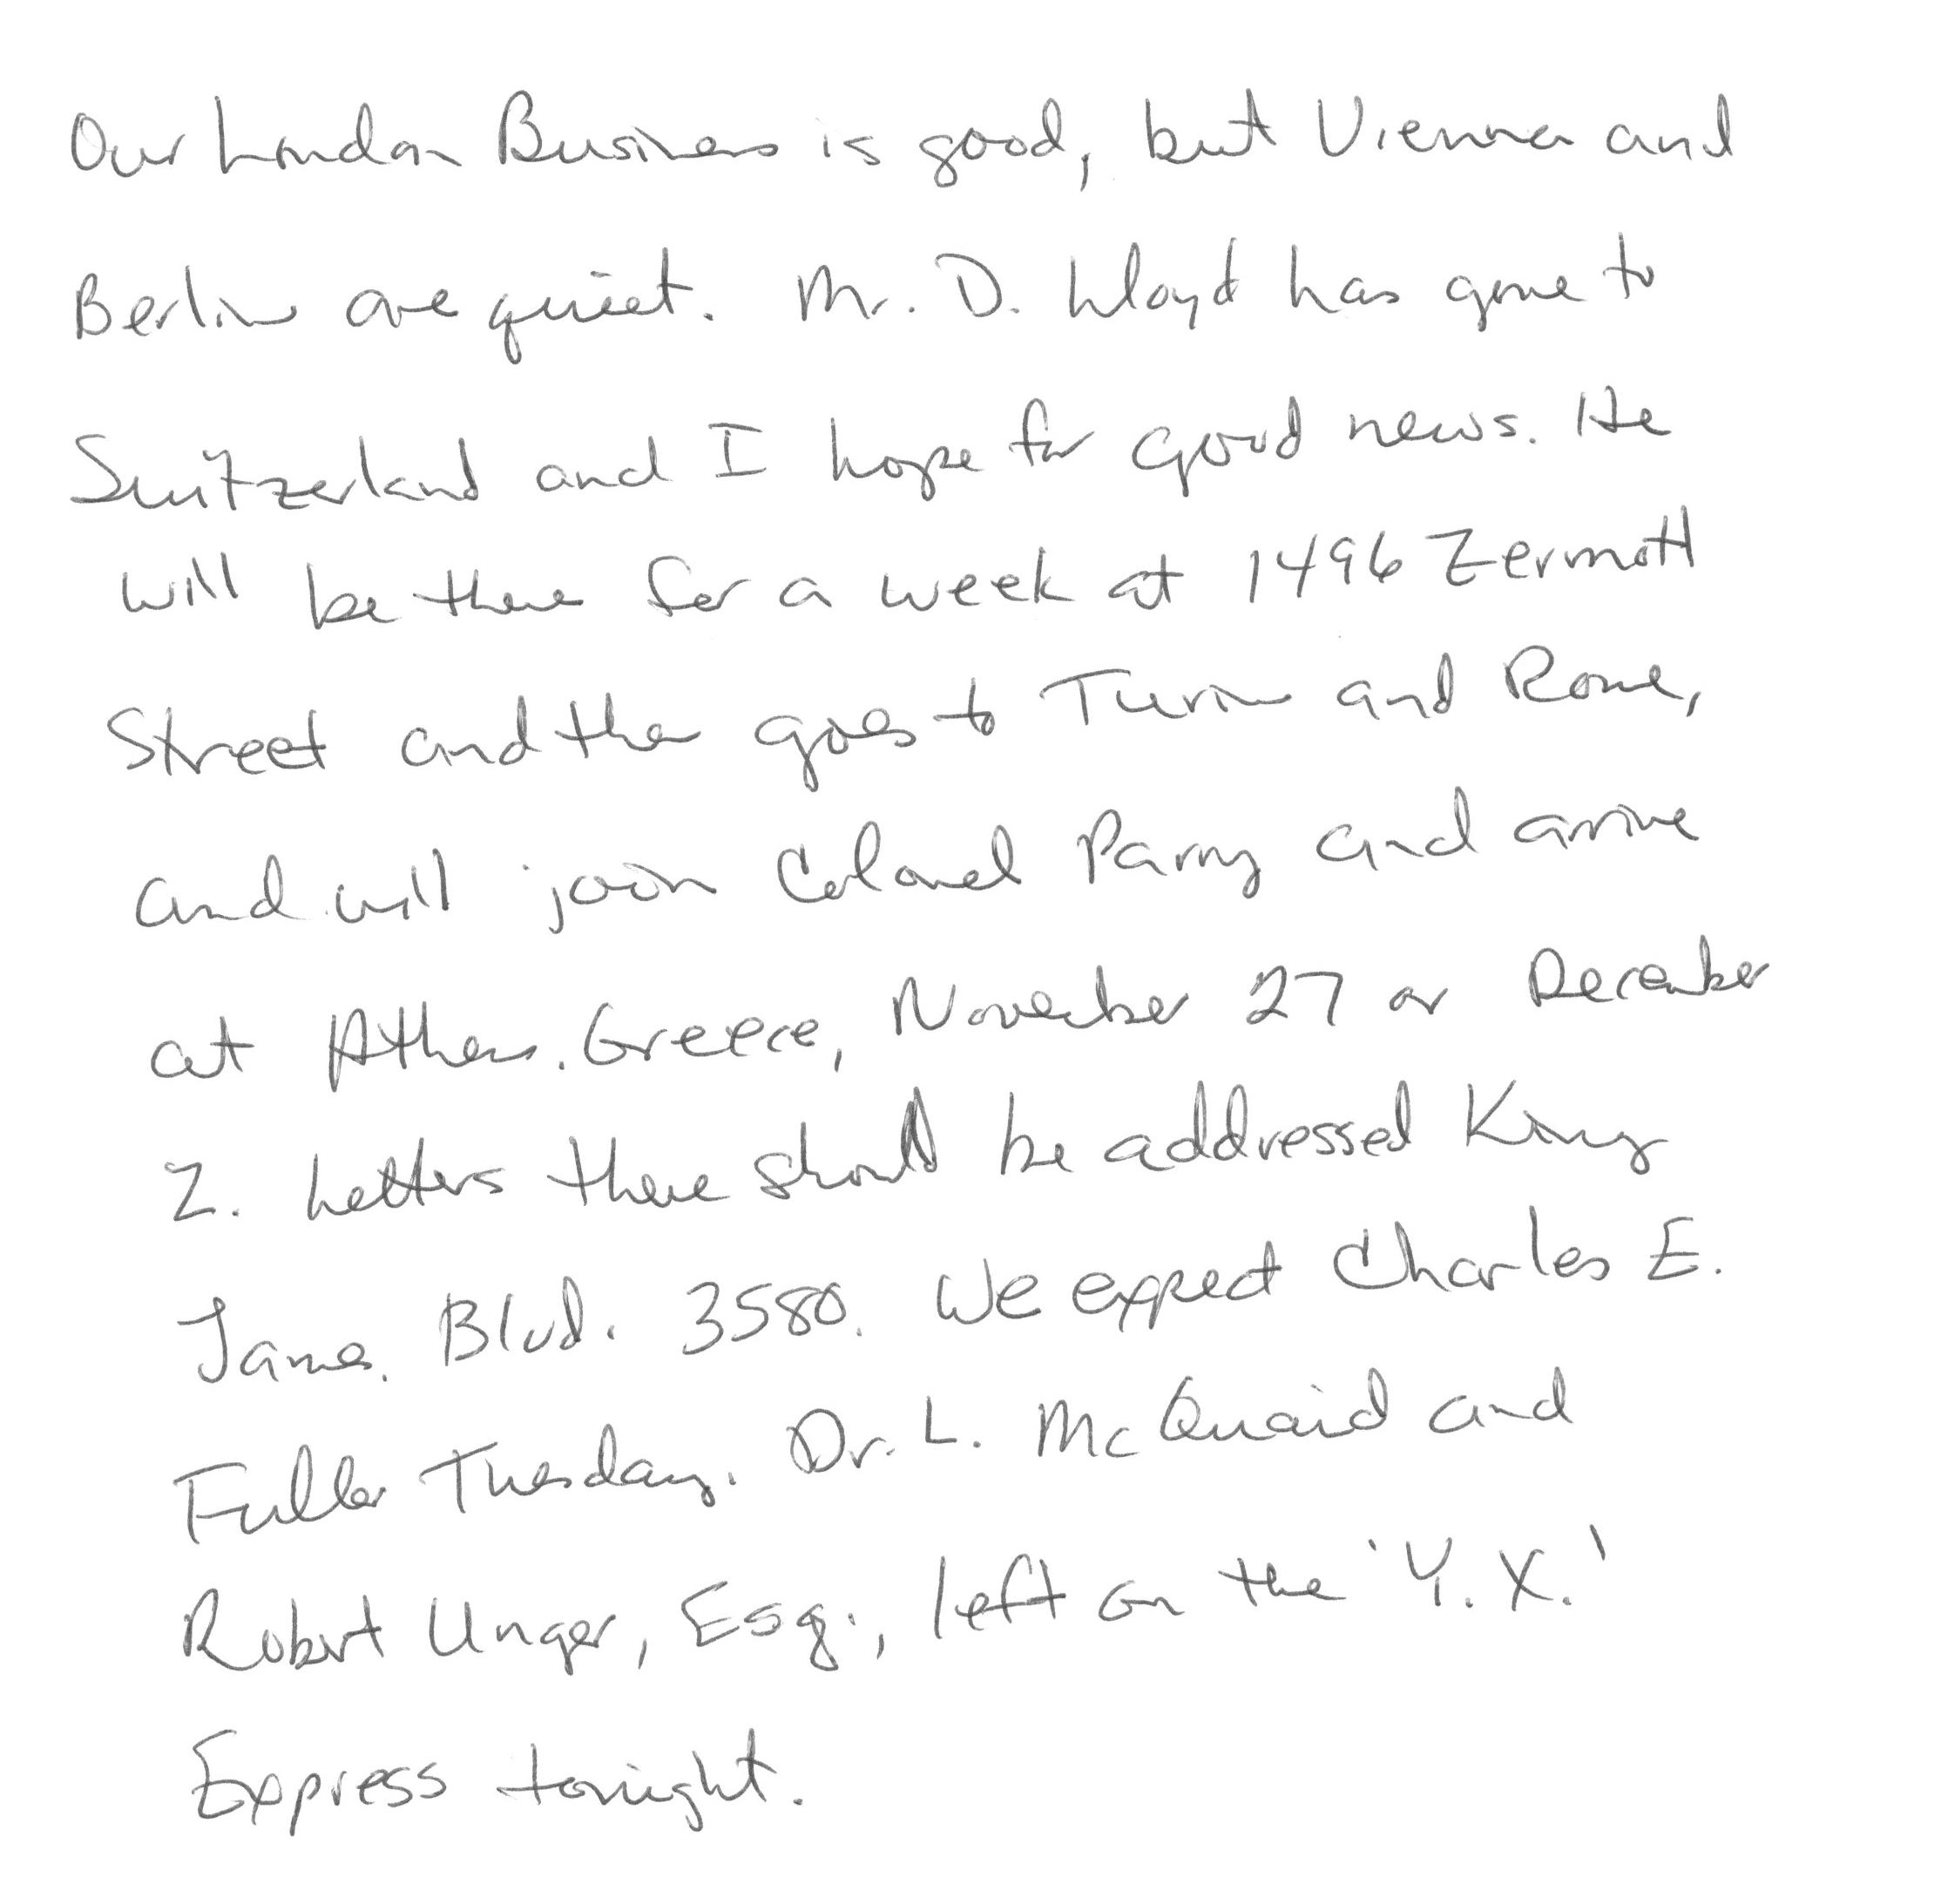 Our London Business is good, but Vienna and
Berlin are quiet. Mr. D. Lloyd has gone to
Switzerland and I hope for good news. He
will be there for a week at 1496 Zermott
Street and then goes to Turin and Rome,
and will join Colonel Parry and arrive
at Athens. Greece, November 27 or December
2. Letters there should be addressed King
James. Blvd. 3580. We expect Charles E.
Fuller Tuesday. Dr. L. McQuaid and
Robert Unger, Esq., left on the 'Y.X.'
Express tonight.